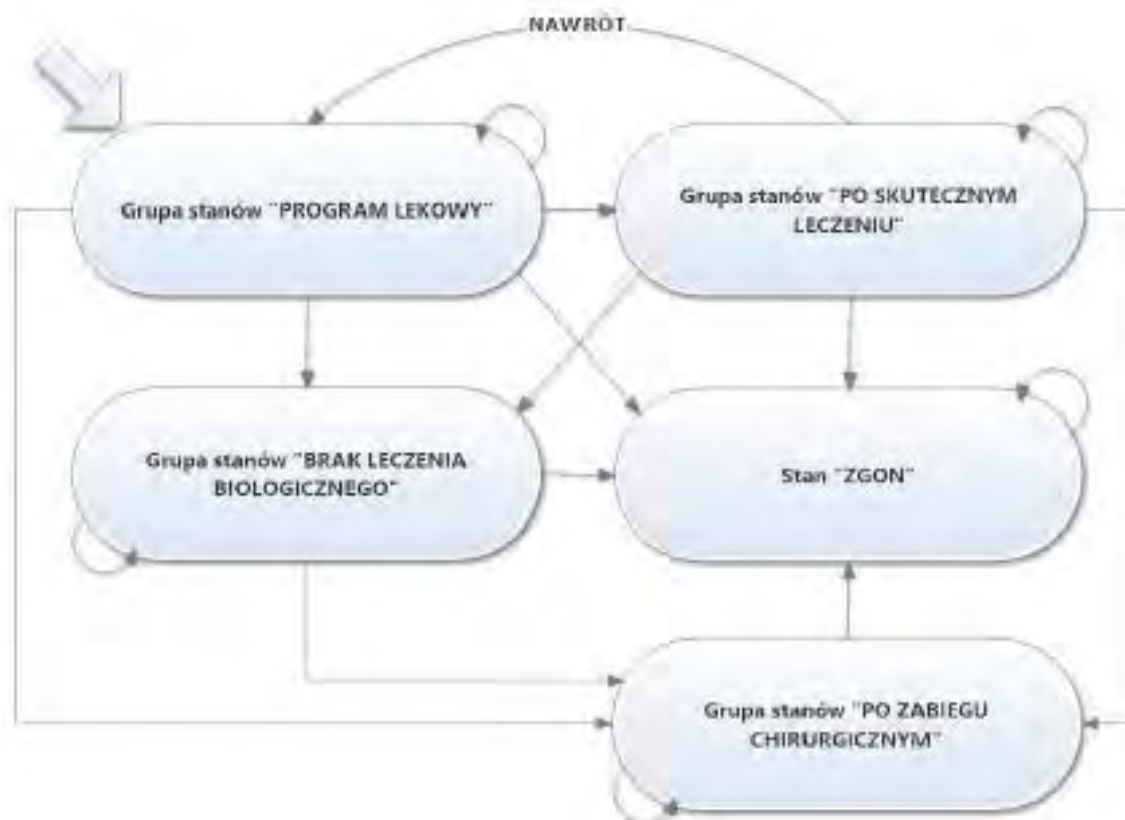 NAWRÓT
Grupa stanów "PROGRAM LEKOWY"
Grupa stanów "PO SKUTECZNYM
LECZENIU"
Grupa stanów "BRAK LECZENIA
BIOLOGICZNEGO"
Stan "ZGON"
Grupa stanów "PO ZABIEGU
CHIRURGICZNYM"